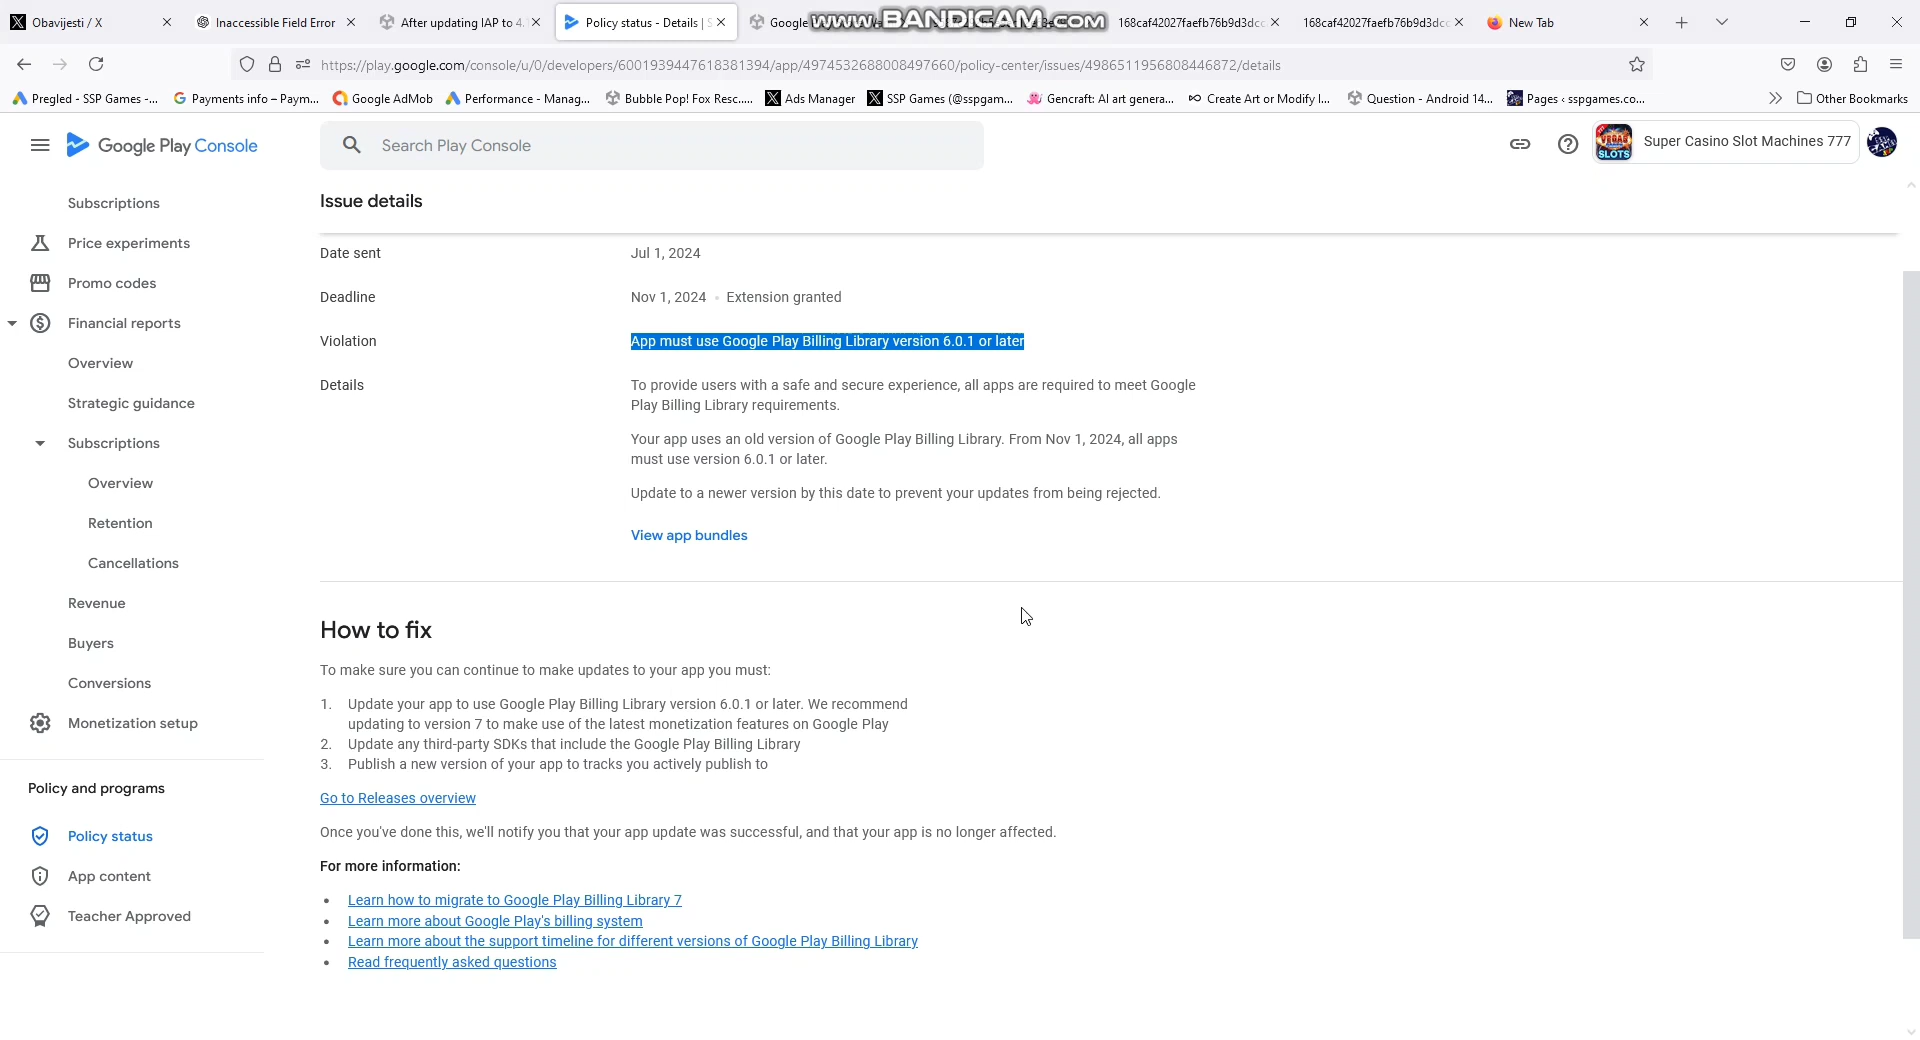 Obavijesti / X
Inaccessible Field Error
After updating IAP to 4.
Policy status - Details | S
Google
www.BANDICAM.com
168caf42027faefb76b9d3dcc
168caf42027faefb76b9d3dcc
New Tab
https://play.google.com/console/u/0/developers/6001939447618381394/app/4974532688008497660/policy-center/issues/4986511956808446872/details
Pregled - SSP Games -...
Payments info – Paym...
Google AdMob
Performance - Manag...
Bubble Pop! Fox Resc....
Ads Manager
SSP Games (@sspgam...
Gencraft: AI art genera...
Create Art or Modify I...
Question - Android 14...
Pages ‹ sspgames.co...
Other Bookmarks
Google Play Console
Search Play Console
Super Casino Slot Machines 777
Subscriptions
Price experiments
Promo codes
Financial reports
Overview
Strategic guidance
Subscriptions
Overview
Retention
Cancellations
Revenue
Buyers
Conversions
Monetization setup
Policy and programs
Policy status
App content
Teacher Approved
Issue details
Date sent
Jul 1, 2024
Deadline
Nov 1, 2024 • Extension granted
Violation
App must use Google Play Billing Library version 6.0.1 or later
Details
To provide users with a safe and secure experience, all apps are required to meet Google
Play Billing Library requirements.
Your app uses an old version of Google Play Billing Library. From Nov 1, 2024, all apps
must use version 6.0.1 or later.
Update to a newer version by this date to prevent your updates from being rejected.
View app bundles
How to fix
To make sure you can continue to make updates to your app you must:
1. Update your app to use Google Play Billing Library version 6.0.1 or later. We recommend
updating to version 7 to make use of the latest monetization features on Google Play
2. Update any third-party SDKs that include the Google Play Billing Library
3. Publish a new version of your app to tracks you actively publish to
Go to Releases overview
Once you've done this, we'll notify you that your app update was successful, and that your app is no longer affected.
For more information:
• Learn how to migrate to Google Play Billing Library 7
• Learn more about Google Play's billing system
• Learn more about the support timeline for different versions of Google Play Billing Library
• Read frequently asked questions